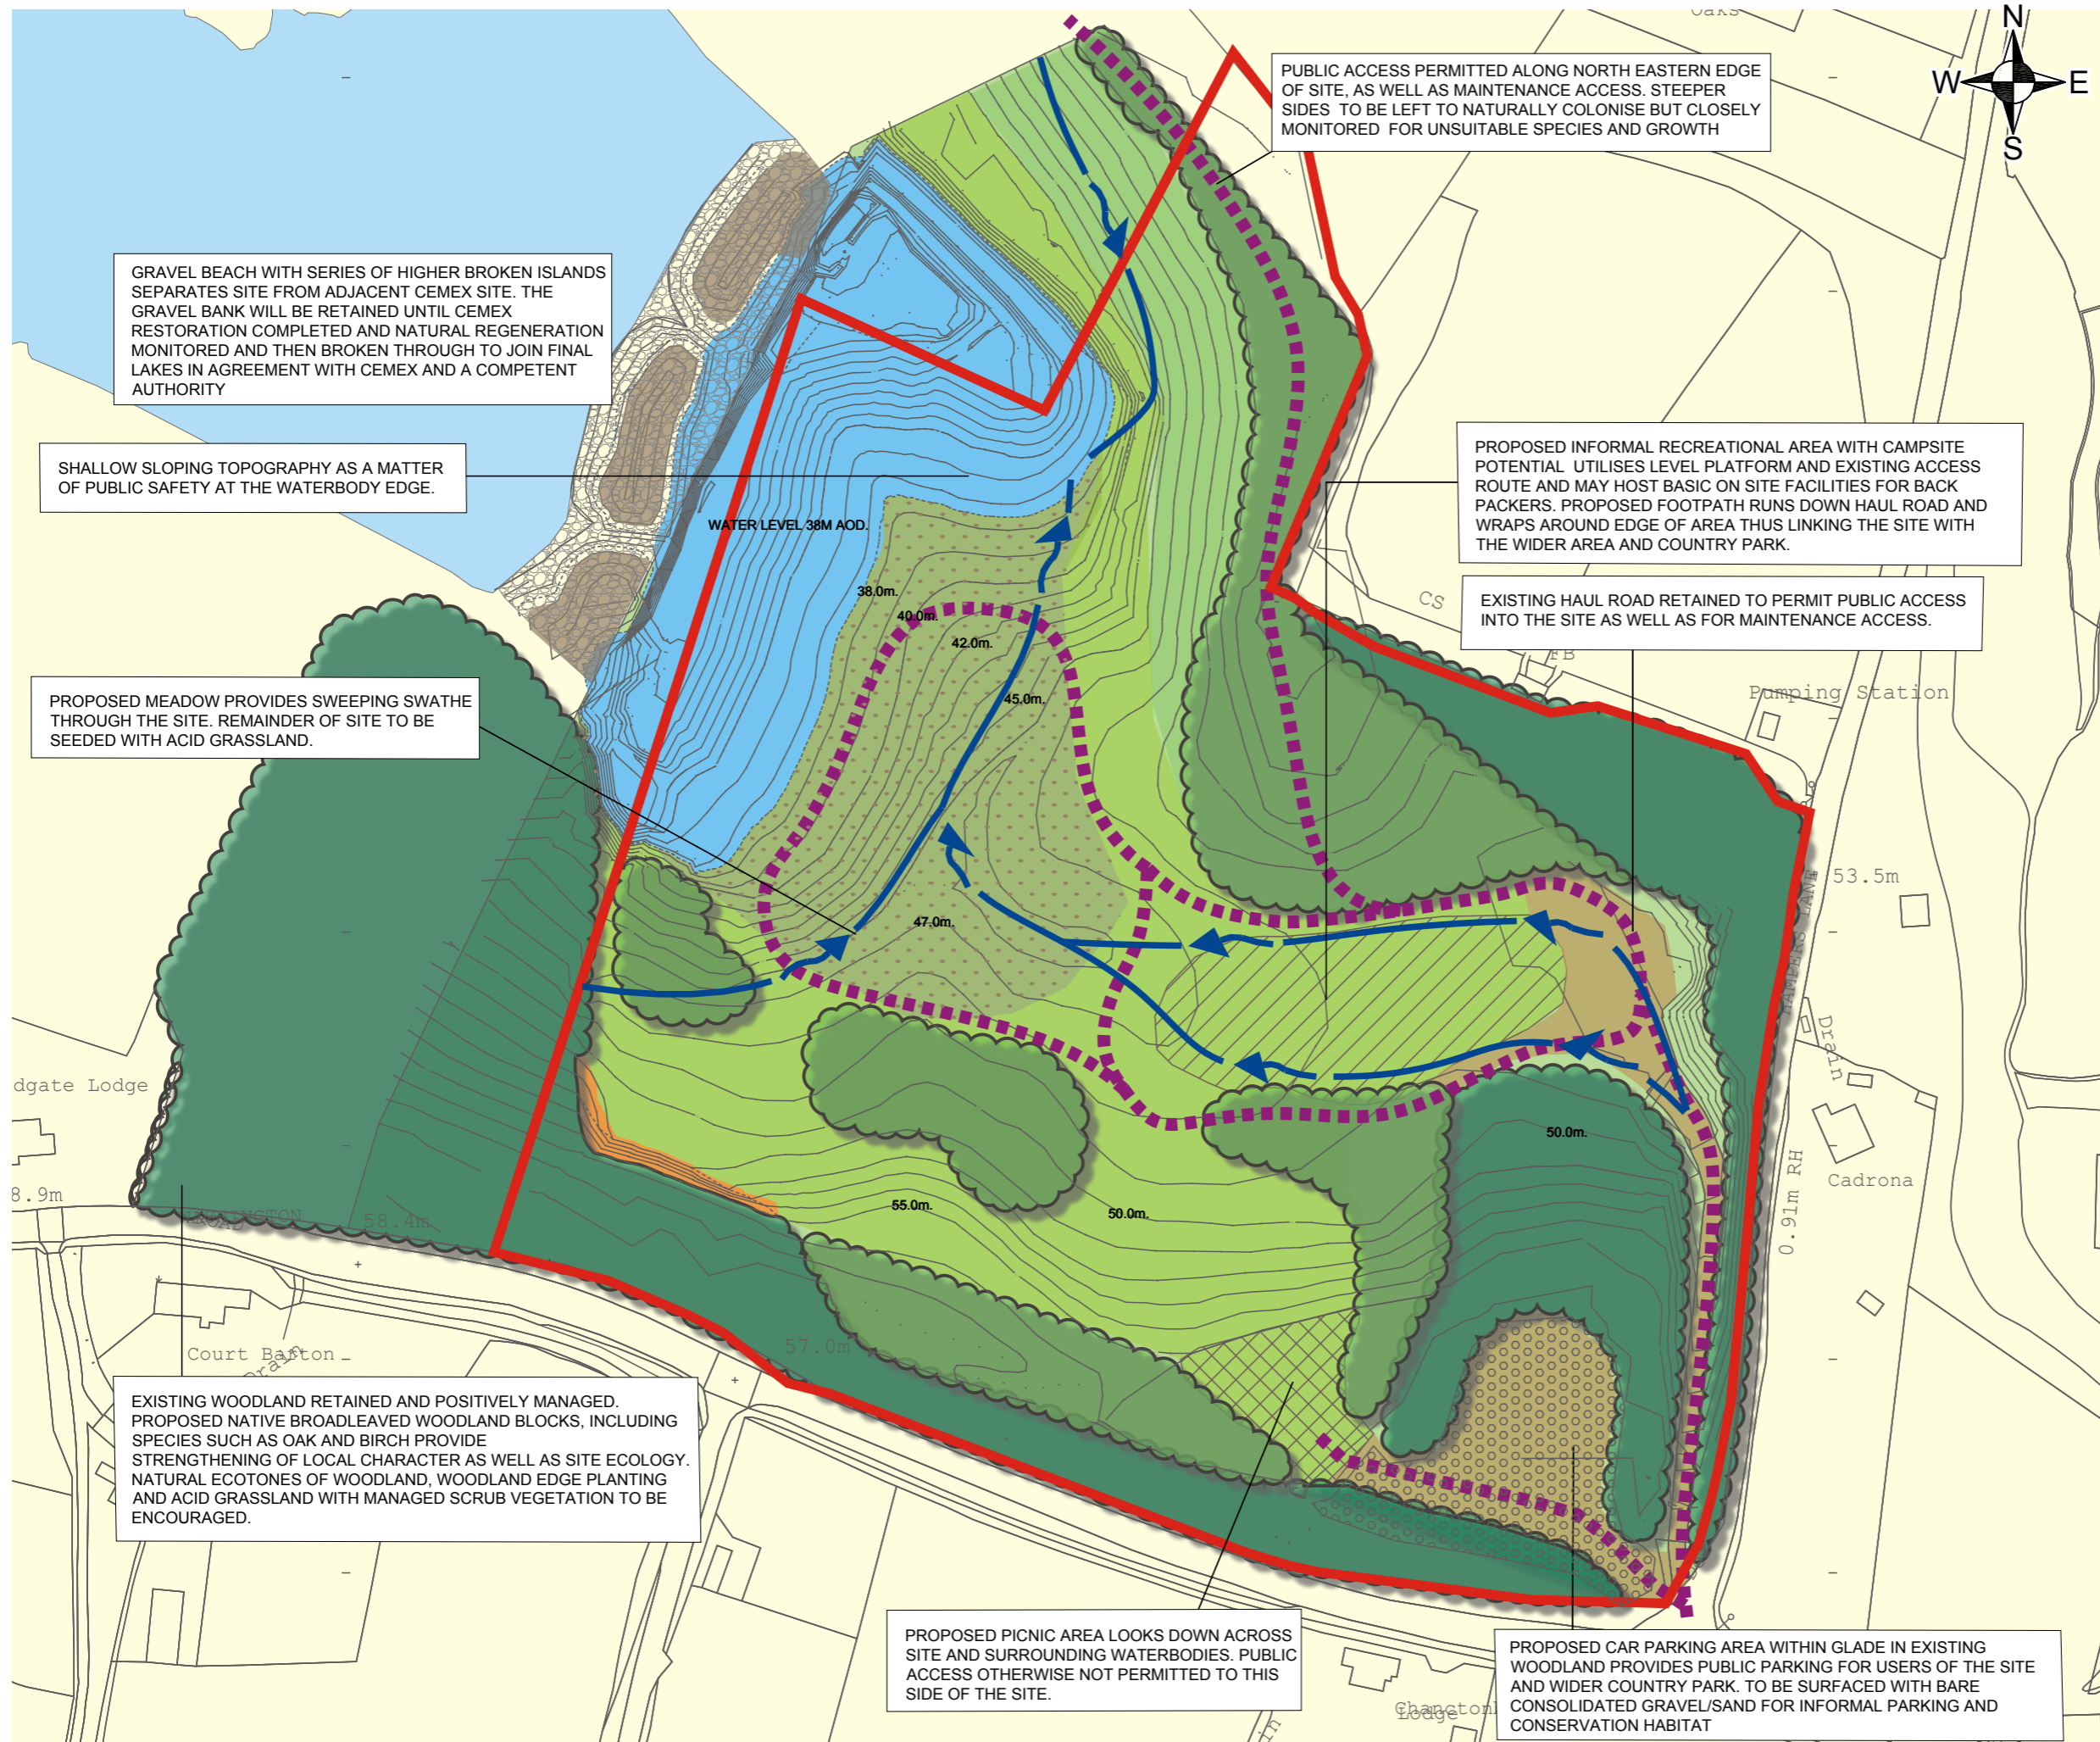 Oaks
N
W E
S
PUBLIC ACCESS PERMITTED ALONG NORTH EASTERN EDGE
OF SITE, AS WELL AS MAINTENANCE ACCESS. STEEPER
SIDES TO BE LEFT TO NATURALLY COLONISE BUT CLOSELY
MONITORED FOR UNSUITABLE SPECIES AND GROWTH
GRAVEL BEACH WITH SERIES OF HIGHER BROKEN ISLANDS
SEPARATES SITE FROM ADJACENT CEMEX SITE. THE
GRAVEL BANK WILL BE RETAINED UNTIL CEMEX
RESTORATION COMPLETED AND NATURAL REGENERATION
MONITORED AND THEN BROKEN THROUGH TO JOIN FINAL
LAKES IN AGREEMENT WITH CEMEX AND A COMPETENT
AUTHORITY
SHALLOW SLOPING TOPOGRAPHY AS A MATTER
OF PUBLIC SAFETY AT THE WATERBODY EDGE.
PROPOSED INFORMAL RECREATIONAL AREA WITH CAMPSITE
POTENTIAL UTILISES LEVEL PLATFORM AND EXISTING ACCESS
ROUTE AND MAY HOST BASIC ON SITE FACILITIES FOR BACK
PACKERS. PROPOSED FOOTPATH RUNS DOWN HAUL ROAD AND
WRAPS AROUND EDGE OF AREA THUS LINKING THE SITE WITH
THE WIDER AREA AND COUNTRY PARK.
WATER LEVEL 38M AOD.
38.0m.
40.0m.
42.0m.
45.0m.
47.0m.
CS
EXISTING HAUL ROAD RETAINED TO PERMIT PUBLIC ACCESS
INTO THE SITE AS WELL AS FOR MAINTENANCE ACCESS.
FB
Pumping Station
PROPOSED MEADOW PROVIDES SWEEPING SWATHE
THROUGH THE SITE. REMAINDER OF SITE TO BE
SEEDED WITH ACID GRASSLAND.
53.5m
HAMPERS LANE
Drain
dgate Lodge
50.0m.
Cadrona
8.9m
58.4m
55.0m.
50.0m.
0.91m RH
57.0m
Court Barton
Drain
EXISTING WOODLAND RETAINED AND POSITIVELY MANAGED.
PROPOSED NATIVE BROADLEAVED WOODLAND BLOCKS, INCLUDING
SPECIES SUCH AS OAK AND BIRCH PROVIDE
STRENGTHENING OF LOCAL CHARACTER AS WELL AS SITE ECOLOGY.
NATURAL ECOTONES OF WOODLAND, WOODLAND EDGE PLANTING
AND ACID GRASSLAND WITH MANAGED SCRUB VEGETATION TO BE
ENCOURAGED.
PROPOSED PICNIC AREA LOOKS DOWN ACROSS
SITE AND SURROUNDING WATERBODIES. PUBLIC
ACCESS OTHERWISE NOT PERMITTED TO THIS
SIDE OF THE SITE.
PROPOSED CAR PARKING AREA WITHIN GLADE IN EXISTING
WOODLAND PROVIDES PUBLIC PARKING FOR USERS OF THE SITE
AND WIDER COUNTRY PARK. TO BE SURFACED WITH BARE
CONSOLIDATED GRAVEL/SAND FOR INFORMAL PARKING AND
CONSERVATION HABITAT
Chancton
Lodge
in